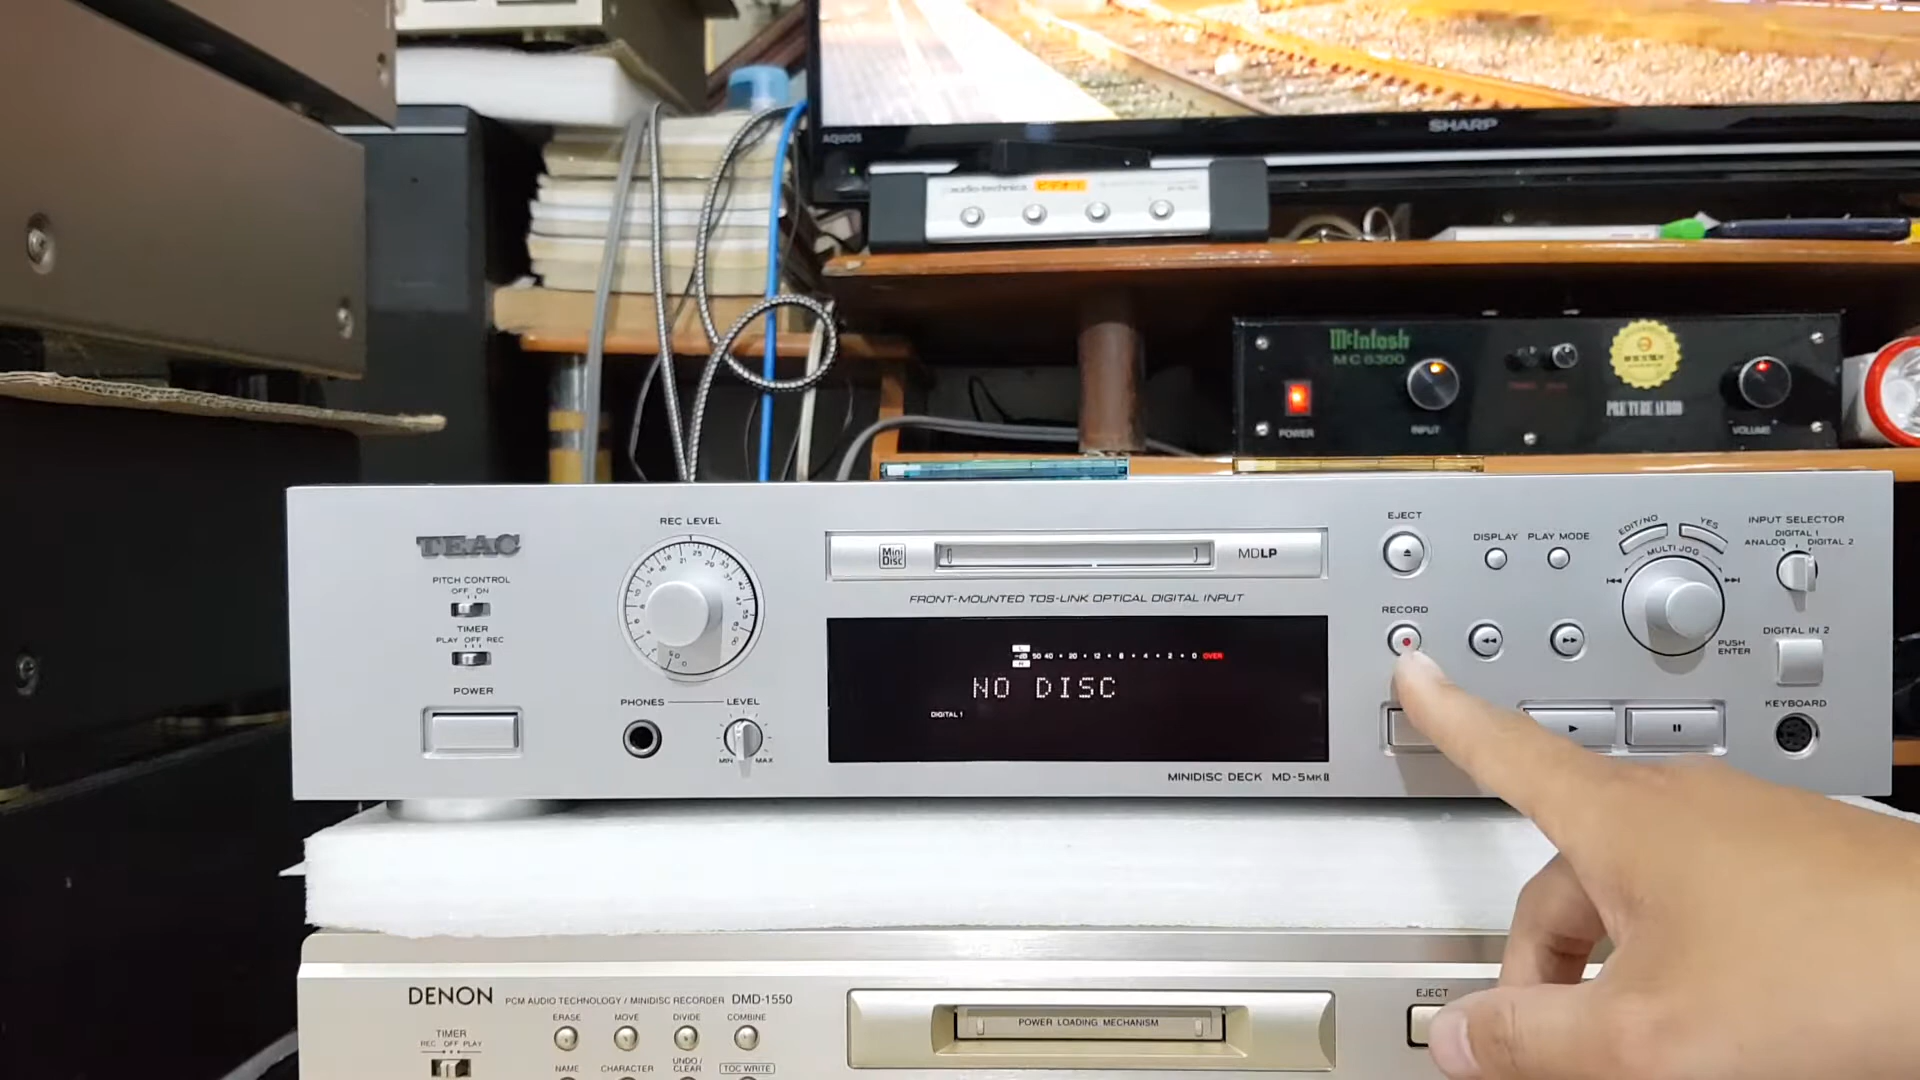 AQUOS
SHARP
audio-technica
McIntosh
MC6300
PRE TUBE AUDIO
POWER
INPUT
VOLUME
TEAC
PITCH CONTROL
OFF ON
TIMER
PLAY OFF REC
POWER
REC LEVEL
PHONES
LEVEL
MIN
MAX
Mini
Disc
MDLP
FRONT-MOUNTED TOS-LINK OPTICAL DIGITAL INPUT
L
-dB 50 40 • 20 • 12 • 8 • 4 • 2 • 0 OVER
R
NO DISC
DIGITAL 1
MINIDISC DECK MD-5MKII
EJECT
DISPLAY
PLAY MODE
EDIT/NO
YES
MULTI JOG
PUSH
ENTER
RECORD
INPUT SELECTOR
DIGITAL 1
ANALOG
DIGITAL 2
DIGITAL IN 2
KEYBOARD
DENON
PCM AUDIO TECHNOLOGY / MINIDISC RECORDER DMD-1550
TIMER
REC OFF PLAY
ERASE
MOVE
DIVIDE
COMBINE
NAME
CHARACTER
UNDO /
CLEAR
TOC WRITE
POWER LOADING MECHANISM
EJECT